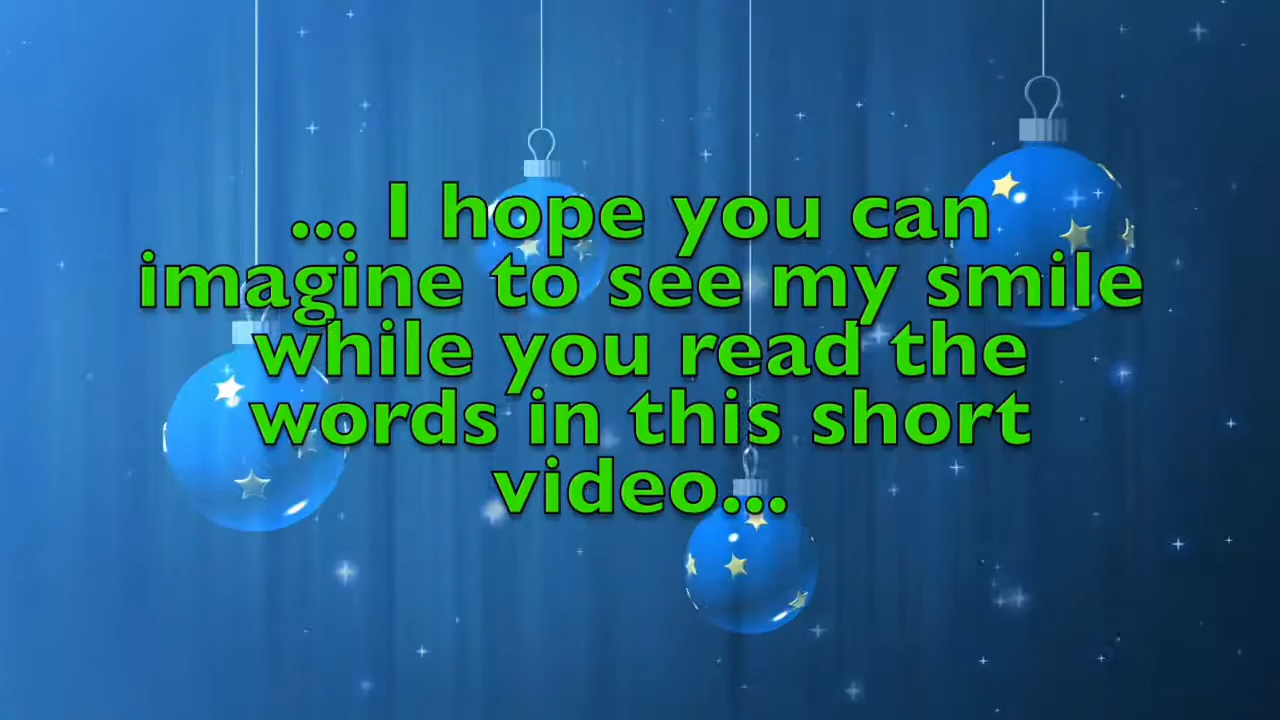 ... I hope you can
imagine to see my smile
while you read the
words in this short
video...